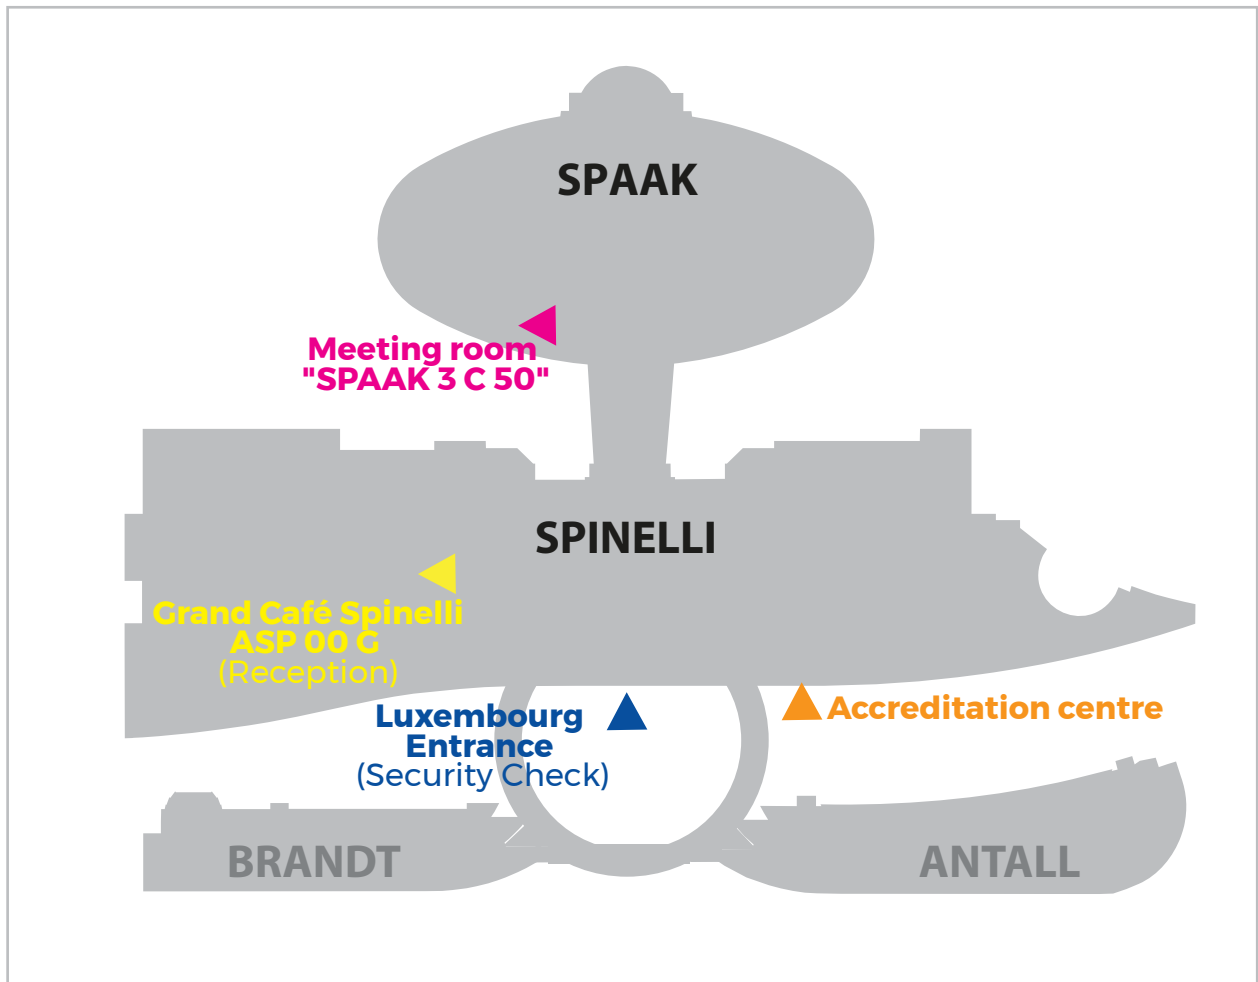 SPAAK
Meeting room
"SPAAK 3 C 50"
SPINELLI
Grand Café Spinelli
ASP 00 G
(Reception)
Luxembourg
Entrance
(Security Check)
Accreditation centre
BRANDT
ANTALL